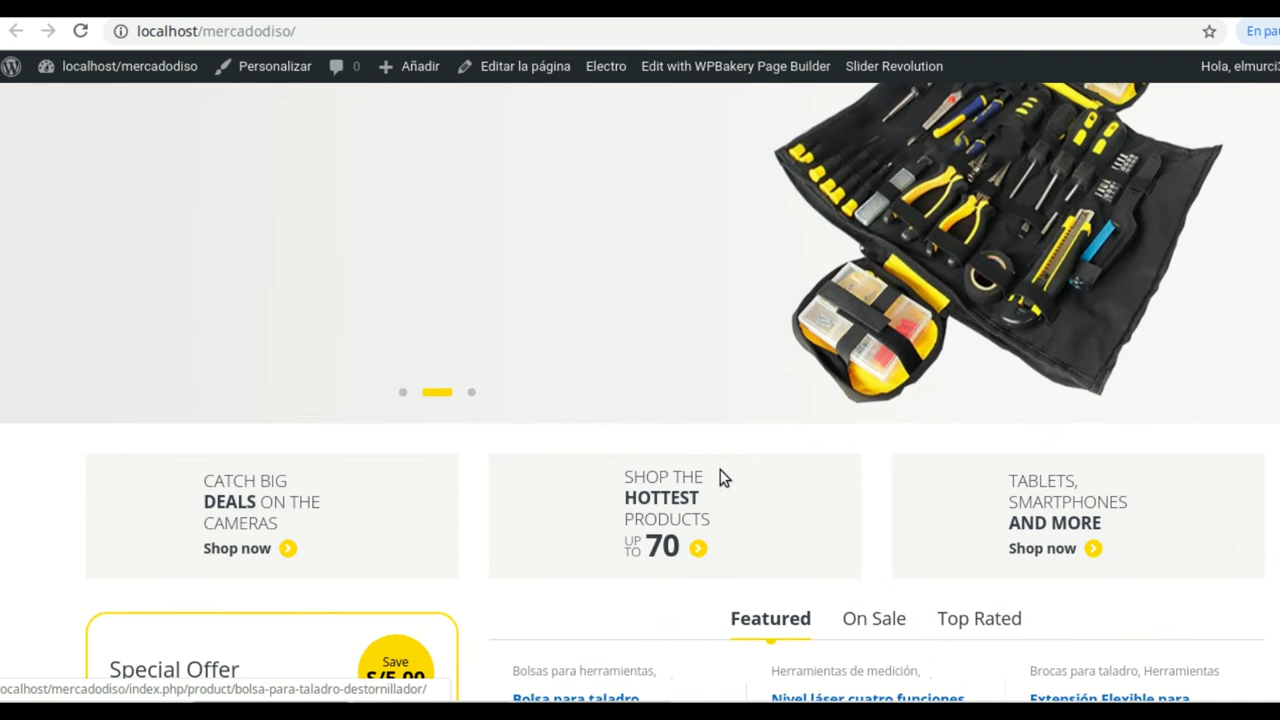 localhost/mercadodiso/
En pau
localhost/mercadodiso Personalizar 0 Añadir Editar la página Electro Edit with WPBakery Page Builder Slider Revolution Hola, elmurci
CATCH BIG
DEALS ON THE
CAMERAS
Shop now
SHOP THE
HOTTEST
PRODUCTS
UP TO 70
TABLETS,
SMARTPHONES
AND MORE
Shop now
Featured On Sale Top Rated
Special Offer
Save
S/5.00
Bolsas para herramientas,
Bolsa para taladro
Herramientas de medición,
Nivel láser cuatro funciones
Brocas para taladro, Herramientas
Extensión Flexible para
ocalhost/mercadodiso/index.php/product/bolsa-para-taladro-destornillador/